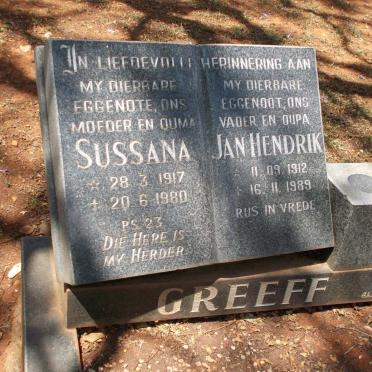 IN LIEFDEVOLLE HERINNERING AAN
MY DIERBARE
EGGENOTE, ONS
MOEDER EN OUMA
SUSSANA
☆ 28·3·1917
✝ 20·6·1980
PS. 23
DIE HERE IS
MY HERDER
MY DIERBARE
EGGENOOT, ONS
VADER EN OUPA
JAN HENDRIK
☆ 11·09·1912
✝ 16·11·1989
RUS IN VREDE
GREEFF